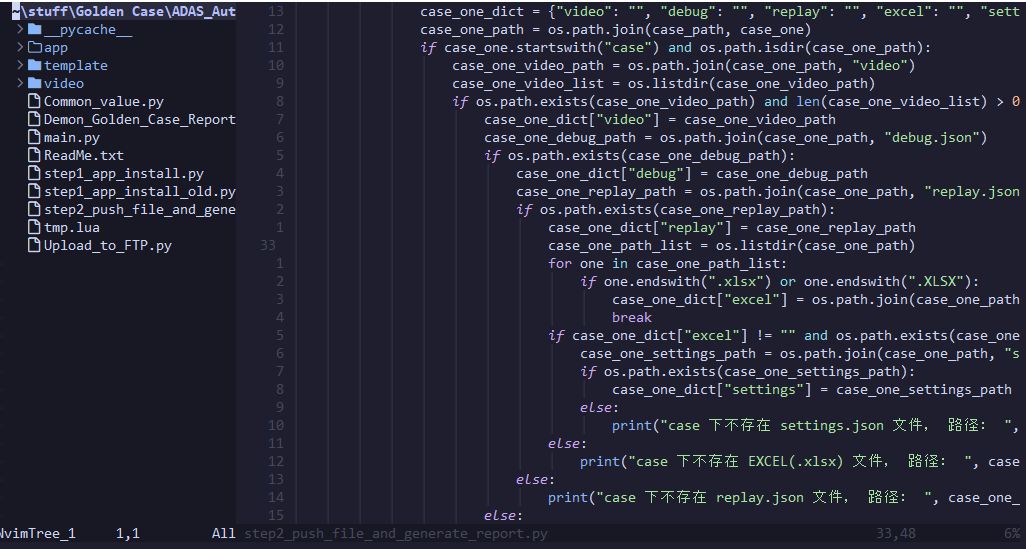 ~\stuff\Golden Case\ADAS_Aut
__pycache__
app
template
video
Common_value.py
Demon_Golden_Case_Report
main.py
ReadMe.txt
step1_app_install.py
step1_app_install_old.py
step2_push_file_and_gene
tmp.lua
Upload_to_FTP.py
13 case_one_dict = {"video": "", "debug": "", "replay": "", "excel": "", "sett
12 case_one_path = os.path.join(case_path, case_one)
11 if case_one.startswith("case") and os.path.isdir(case_one_path):
10 case_one_video_path = os.path.join(case_one_path, "video")
9 case_one_video_list = os.listdir(case_one_video_path)
8 if os.path.exists(case_one_video_path) and len(case_one_video_list) > 0
7 case_one_dict["video"] = case_one_video_path
6 case_one_debug_path = os.path.join(case_one_path, "debug.json")
5 if os.path.exists(case_one_debug_path):
4 case_one_dict["debug"] = case_one_debug_path
3 case_one_replay_path = os.path.join(case_one_path, "replay.json
2 if os.path.exists(case_one_replay_path):
1 case_one_dict["replay"] = case_one_replay_path
33 case_one_path_list = os.listdir(case_one_path)
1 for one in case_one_path_list:
2 if one.endswith(".xlsx") or one.endswith(".XLSX"):
3 case_one_dict["excel"] = os.path.join(case_one_path
4 break
5 if case_one_dict["excel"] != "" and os.path.exists(case_one
6 case_one_settings_path = os.path.join(case_one_path, "s
7 if os.path.exists(case_one_settings_path):
8 case_one_dict["settings"] = case_one_settings_path
9 else:
10 print("case 下不存在 settings.json 文件， 路径： ",
11 else:
12 print("case 下不存在 EXCEL(.xlsx) 文件， 路径： ", case
13 else:
14 print("case 下不存在 replay.json 文件， 路径： ", case_one_
15 else:
NvimTree_1 1,1 All step2_push_file_and_generate_report.py 33,48 6%